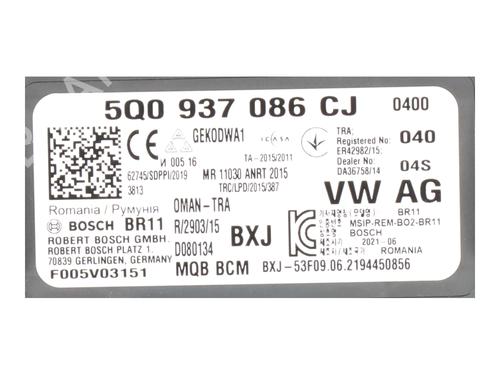 5Q0 937 086 CJ 0400
GEKODWA1
ICASA
TRA:
Registered No: 040
ER42982/15:
Dealer No:
DA36758/14 04S
N 005 16
TA-2015/2011
62745/SDPPI/2019 MR 11030 ANRT 2015
3813 TRC/LPD/2015/387
VW AG
Romania / Румуния
OMAN-TRA
BOSCH BR11
R/2903/15
D080134
BXJ
ROBERT BOSCH GMBH.
ROBERT BOSCH PLATZ 1.
70839 GERLINGEN, GERMANY
F005V03151
MQB BCM
BXJ-53F09.06.2194450856
BR11
MSIP-REM-BO2-BR11
BOSCH
2021-06
ROMANIA